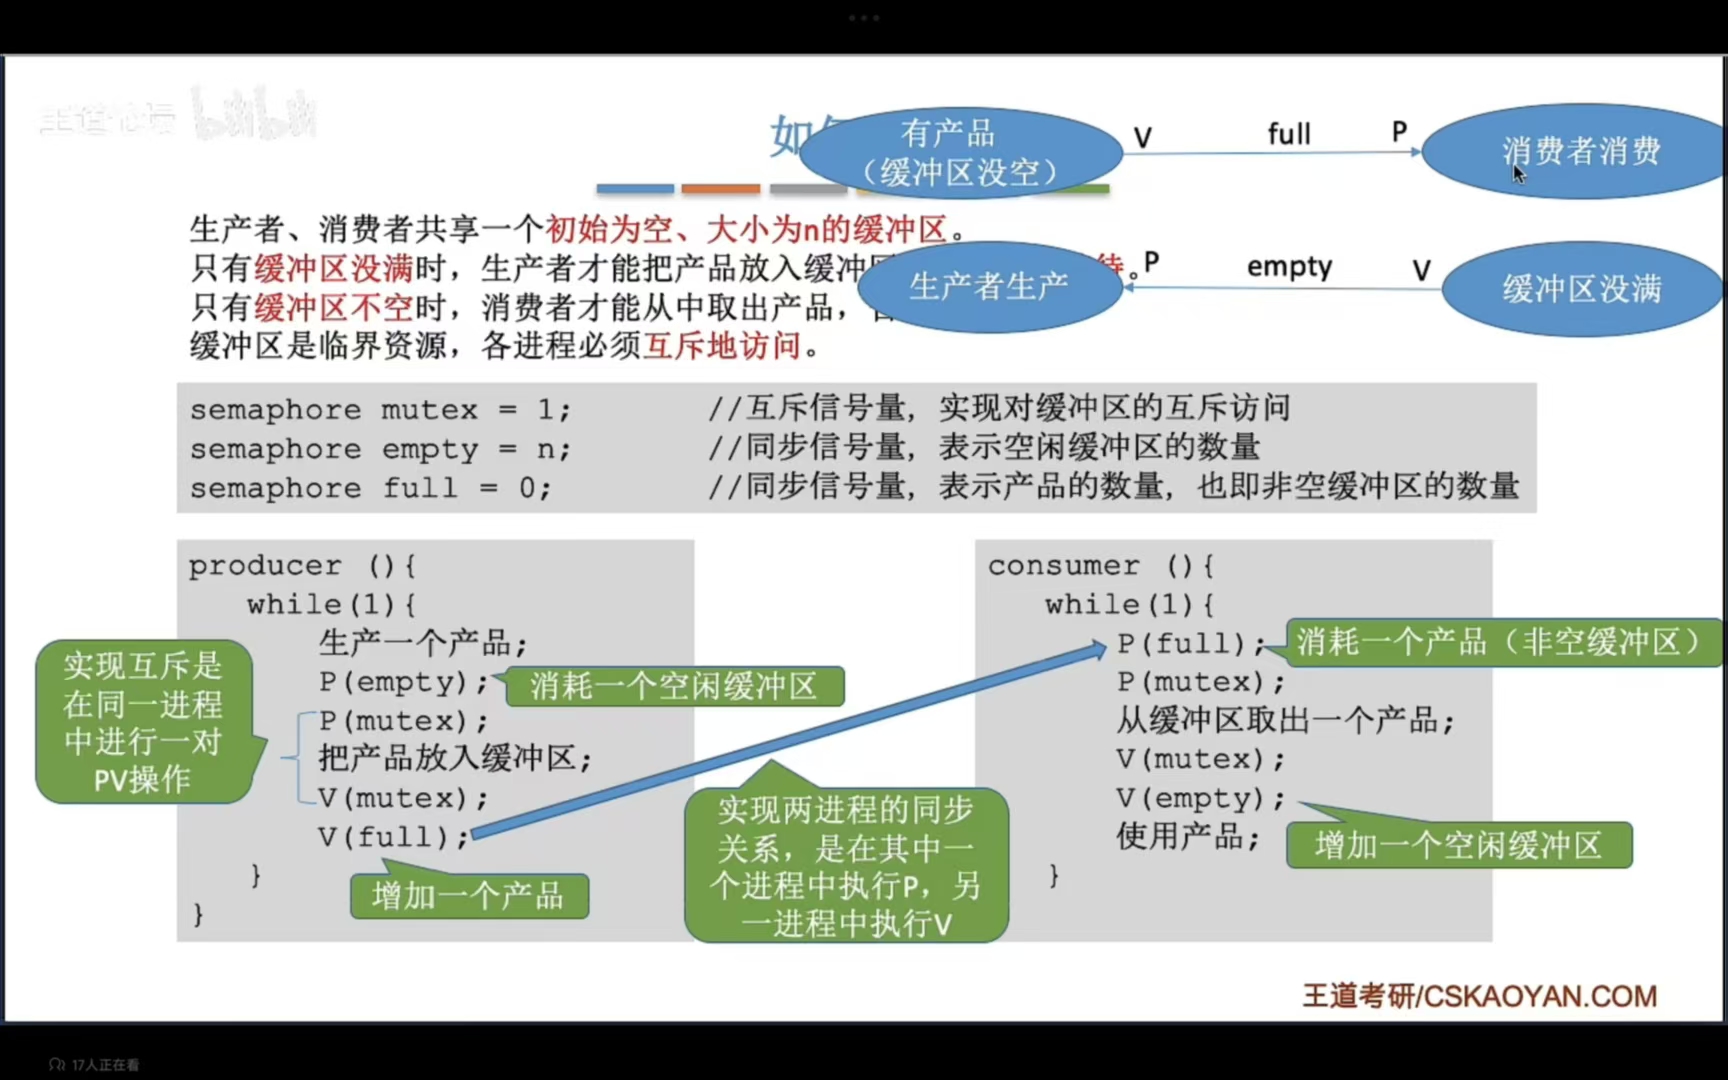 王道论坛 bilibili
如
有产品
（缓冲区没空）
V full P
消费者消费
生产者、消费者共享一个初始为空、大小为n的缓冲区。
只有缓冲区没满时，生产者才能把产品放入缓冲
待。
生产者生产
P empty V
缓冲区没满
只有缓冲区不空时，消费者才能从中取出产品，
缓冲区是临界资源，各进程必须互斥地访问。
semaphore mutex = 1; //互斥信号量，实现对缓冲区的互斥访问
semaphore empty = n; //同步信号量，表示空闲缓冲区的数量
semaphore full = 0; //同步信号量，表示产品的数量，也即非空缓冲区的数量
producer (){
while(1){
生产一个产品;
P(empty);
消耗一个空闲缓冲区
P(mutex);
把产品放入缓冲区;
V(mutex);
V(full);
}
}
实现互斥是
在同一进程
中进行一对
PV操作
增加一个产品
实现两进程的同步
关系，是在其中一
个进程中执行P，另
一进程中执行V
consumer (){
while(1){
P(full);
消耗一个产品（非空缓冲区）
P(mutex);
从缓冲区取出一个产品;
V(mutex);
V(empty);
增加一个空闲缓冲区
使用产品;
}
王道考研/CSKAOYAN.COM
17人正在看